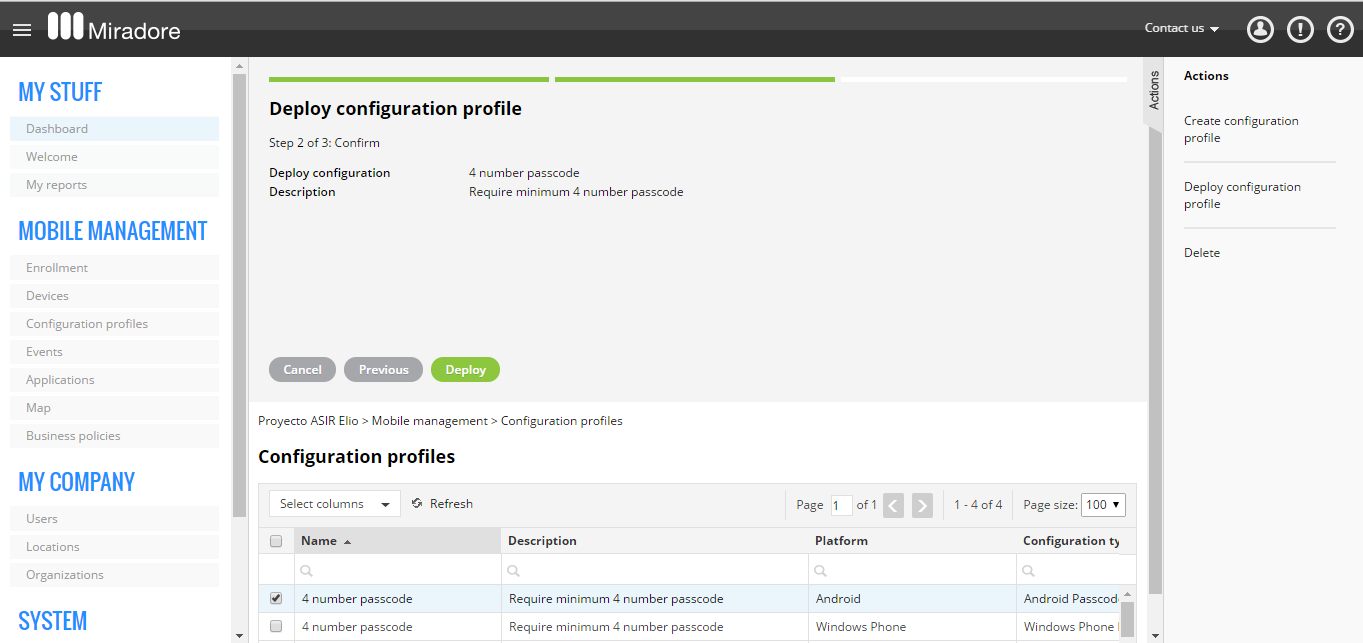 Miradore
Contact us
MY STUFF
Dashboard
Welcome
My reports
MOBILE MANAGEMENT
Enrollment
Devices
Configuration profiles
Events
Applications
Map
Business policies
MY COMPANY
Users
Locations
Organizations
SYSTEM
Deploy configuration profile
Step 2 of 3: Confirm
Deploy configuration 4 number passcode
Description Require minimum 4 number passcode
Cancel Previous Deploy
Proyecto ASIR Elio > Mobile management > Configuration profiles
Configuration profiles
Select columns Refresh Page 1 of 1 1 - 4 of 4 Page size: 100
Name Description Platform Configuration ty
4 number passcode Require minimum 4 number passcode Android Android Passcod
4 number passcode Require minimum 4 number passcode Windows Phone Windows Phone
Actions
Actions
Create configuration
profile
Deploy configuration
profile
Delete